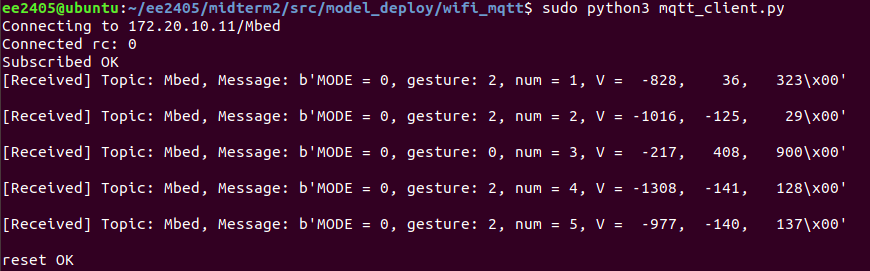 ee2405@ubuntu:~/ee2405/midterm2/src/model_deploy/wifi_mqtt$ sudo python3 mqtt_client.py
Connecting to 172.20.10.11/Mbed
Connected rc: 0
Subscribed OK
[Received] Topic: Mbed, Message: b'MODE = 0, gesture: 2, num = 1, V =  -828,    36,   323\x00'
[Received] Topic: Mbed, Message: b'MODE = 0, gesture: 2, num = 2, V = -1016,  -125,    29\x00'
[Received] Topic: Mbed, Message: b'MODE = 0, gesture: 0, num = 3, V =  -217,   408,   900\x00'
[Received] Topic: Mbed, Message: b'MODE = 0, gesture: 2, num = 4, V = -1308,  -141,   128\x00'
[Received] Topic: Mbed, Message: b'MODE = 0, gesture: 2, num = 5, V =  -977,  -140,   137\x00'
reset OK